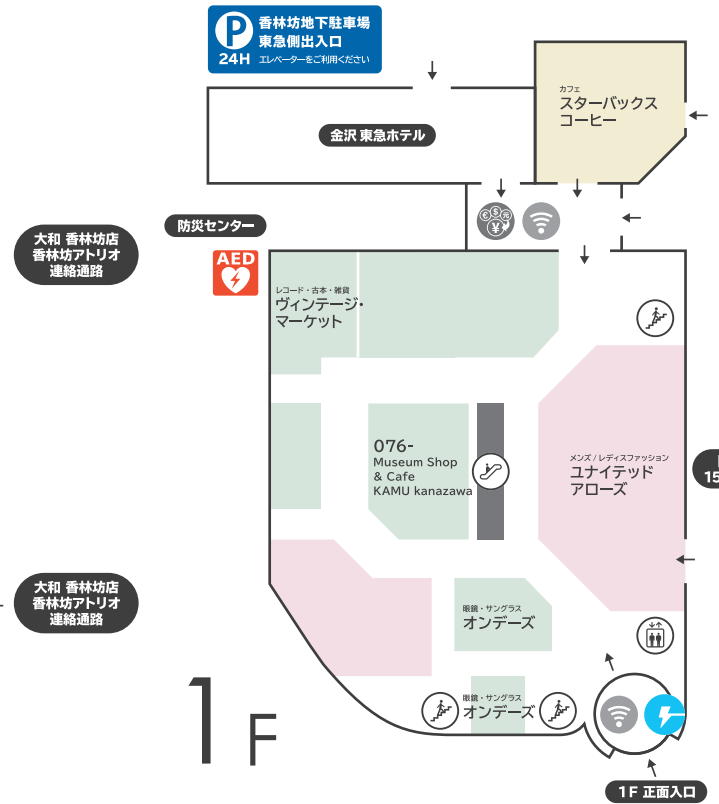 P
24H
香林坊地下駐車場
東急側出入口
エレベーターをご利用ください
カフェ
スターバックス
コーヒー
金沢 東急ホテル
€ $ 元
¥
防災センター
大和 香林坊店
香林坊アトリオ
連絡通路
AED
レコード・古本・雑貨
ヴィンテージ・
マーケット
076-
Museum Shop
& Cafe
KAMU kanazawa
メンズ / レディスファッション
ユナイテッド
アローズ
15
大和 香林坊店
香林坊アトリオ
連絡通路
眼鏡・サングラス
オンデーズ
眼鏡・サングラス
オンデーズ
1F
1F 正面入口